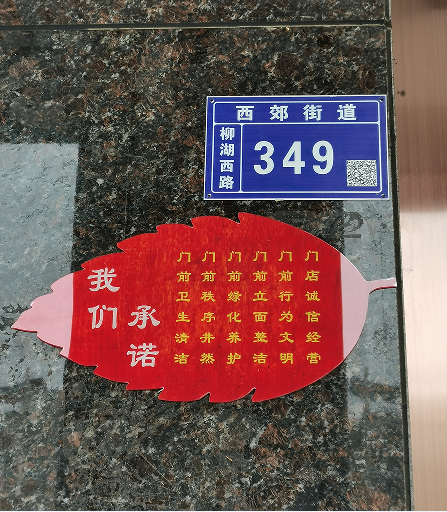 西郊街道
柳湖西路
349
我们
承诺
门前卫生清洁
门前秩序井然
门前绿化养护
门前立面整洁
门前行为文明
门店诚信经营